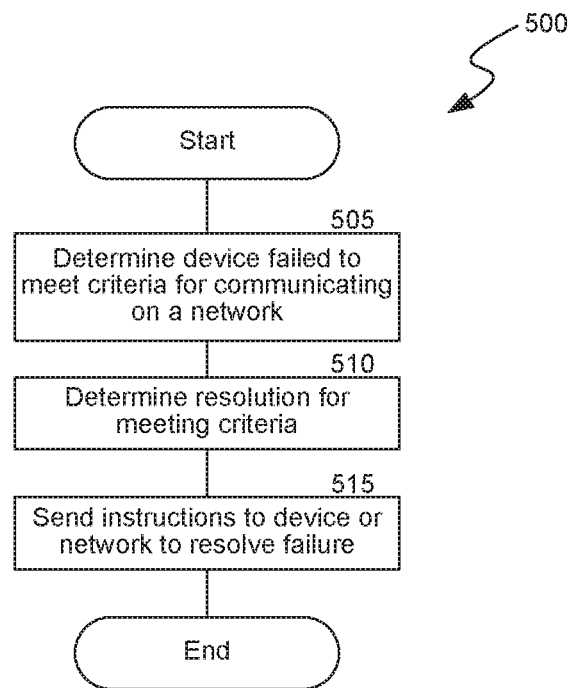 500
Start
505
Determine device failed to
meet criteria for communicating
on a network
510
Determine resolution for
meeting criteria
515
Send instructions to device or
network to resolve failure
End